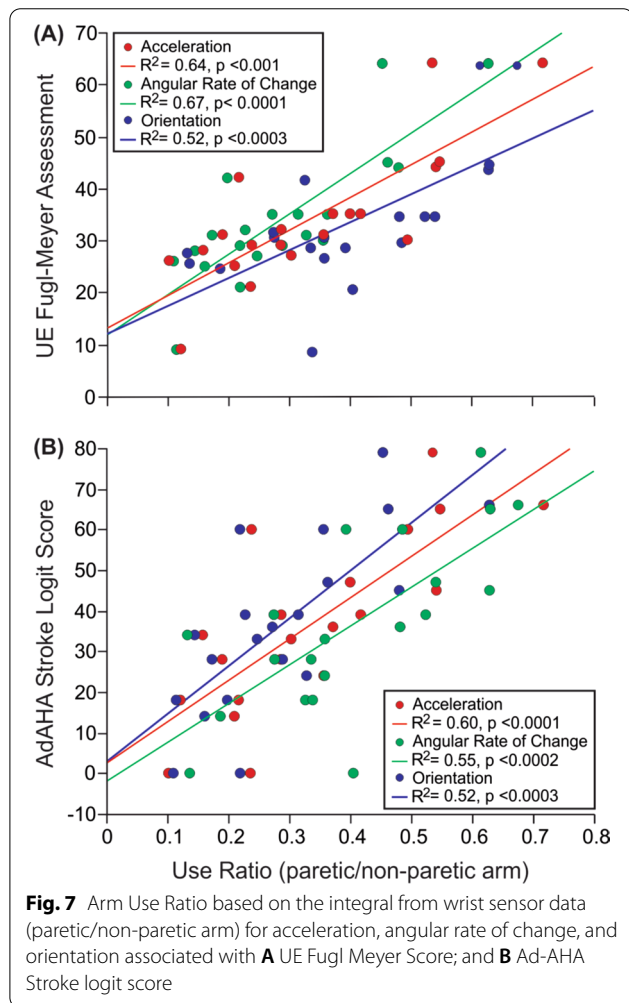 (A)
70
60
50
40
30
20
10
0
UE Fugl-Meyer Assessment
Acceleration
R²= 0.64, p <0.001
Angular Rate of Change
R²= 0.67, p< 0.0001
Orientation
R²= 0.52, p <0.0003
(B)
80
70
60
50
40
30
20
10
0
-10
AdAHA Stroke Logit Score
Acceleration
R²= 0.60, p <0.0001
Angular Rate of Change
R²= 0.55, p <0.0002
Orientation
R²= 0.52, p <0.0003
0 0.1 0.2 0.3 0.4 0.5 0.6 0.7 0.8
Use Ratio (paretic/non-paretic arm)
Fig. 7 Arm Use Ratio based on the integral from wrist sensor data
(paretic/non-paretic arm) for acceleration, angular rate of change, and
orientation associated with A UE Fugl Meyer Score; and B Ad-AHA
Stroke logit score